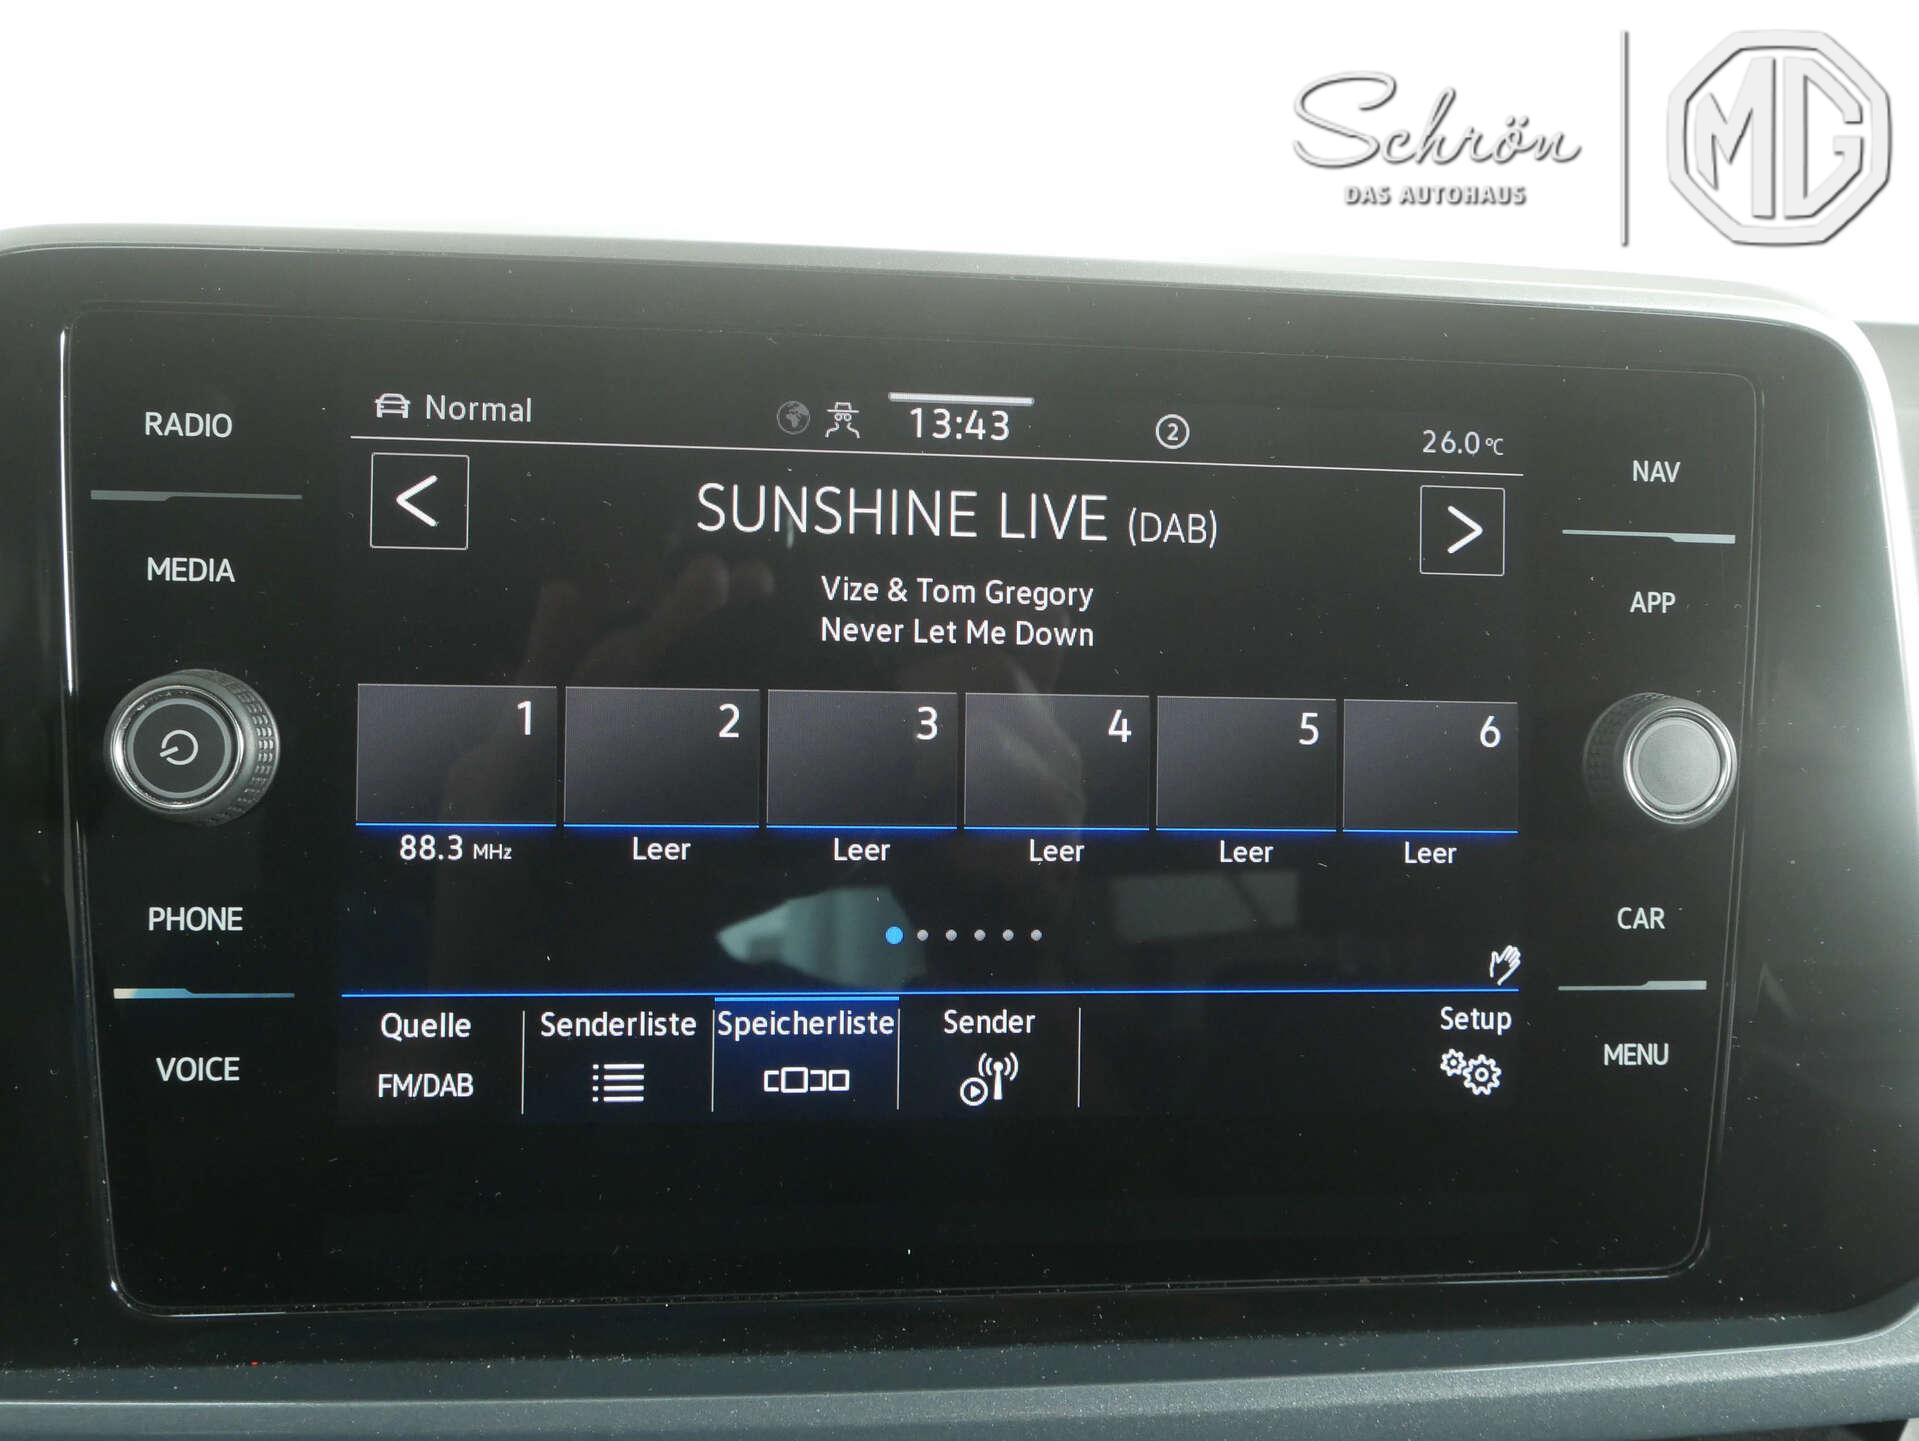 Schrön
DAS AUTOHAUS
MG
RADIO
MEDIA
PHONE
VOICE
Normal
13:43
2
26.0 °C
<
SUNSHINE LIVE (DAB)
>
Vize & Tom Gregory
Never Let Me Down
1 2 3 4 5 6
88.3 MHz Leer Leer Leer Leer Leer
Quelle Senderliste Speicherliste Sender Setup
FM/DAB
NAV
APP
CAR
MENU